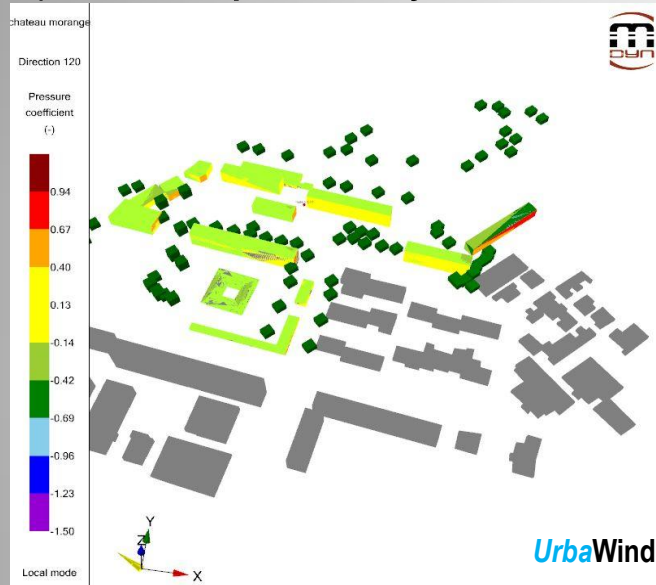 chateau morange
Direction 120
Pressure
coefficient
(-)
0.94
0.67
0.40
0.13
-0.14
-0.42
-0.69
-0.96
-1.23
-1.50
Local mode
Y
Z
X
UrbaWind